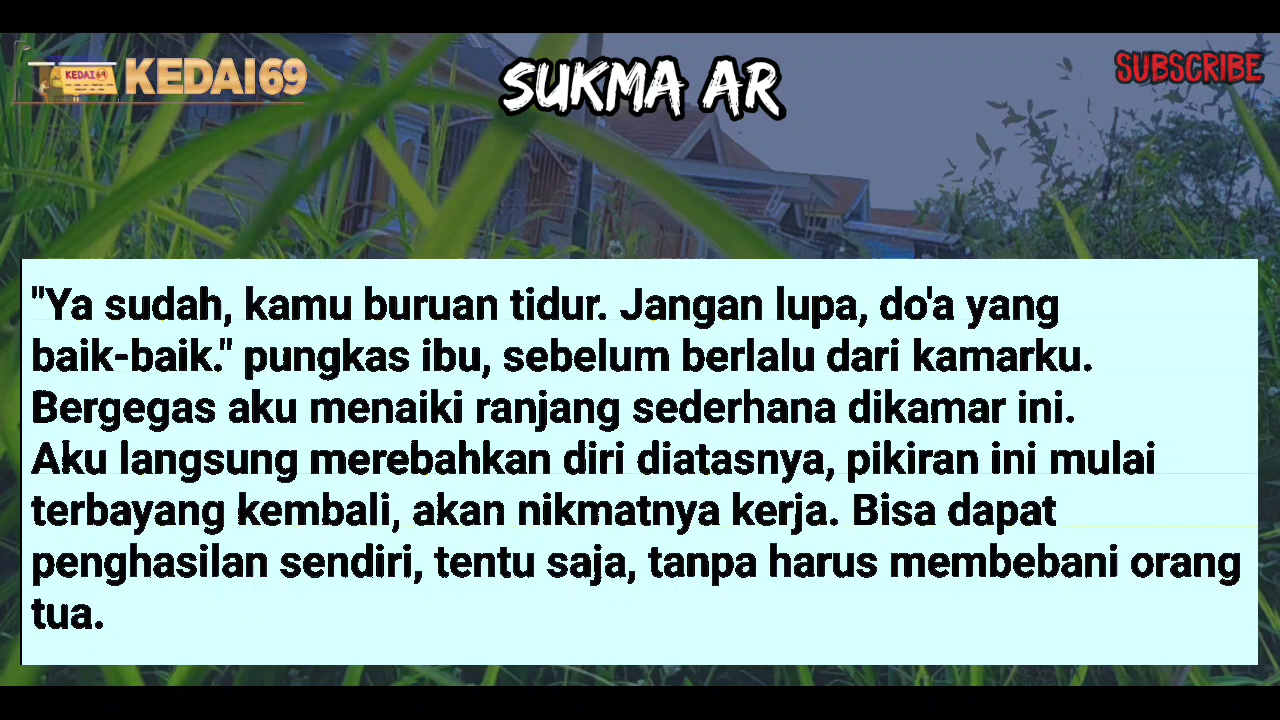 KEDAI 69
KEDAI69
SUKMA AR
SUBSCRIBE
"Ya sudah, kamu buruan tidur. Jangan lupa, do'a yang
baik-baik." pungkas ibu, sebelum berlalu dari kamarku.
Bergegas aku menaiki ranjang sederhana dikamar ini.
Aku langsung merebahkan diri diatasnya, pikiran ini mulai
terbayang kembali, akan nikmatnya kerja. Bisa dapat
penghasilan sendiri, tentu saja, tanpa harus membebani orang
tua.